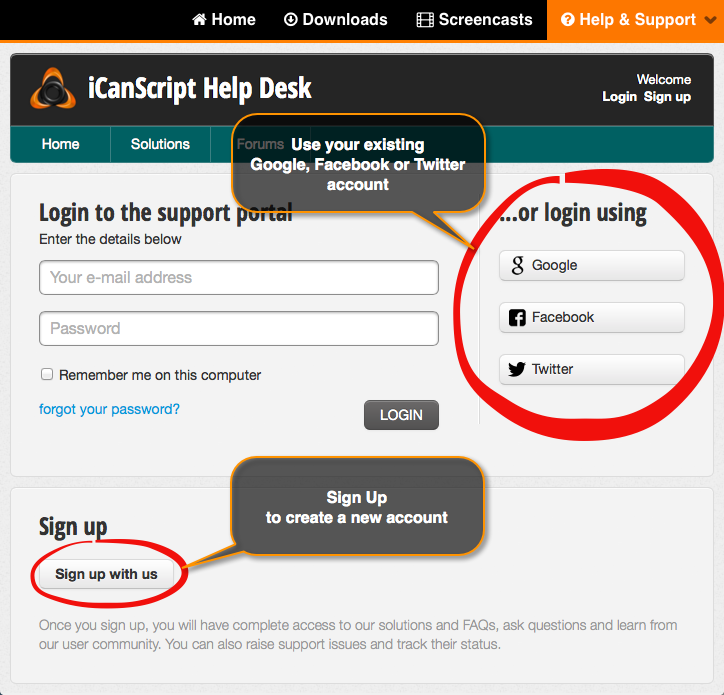 Home Downloads Screencasts Help & Support
iCanScript Help Desk
Welcome
Login Sign up
Home Solutions Forums
Use your existing
Google, Facebook or Twitter
account
Login to the support portal
Enter the details below
Your e-mail address
Password
Remember me on this computer
forgot your password?
LOGIN
...or login using
Google
Facebook
Twitter
Sign Up
to create a new account
Sign up
Sign up with us
Once you sign up, you will have complete access to our solutions and FAQs, ask questions and learn from
our user community. You can also raise support issues and track their status.